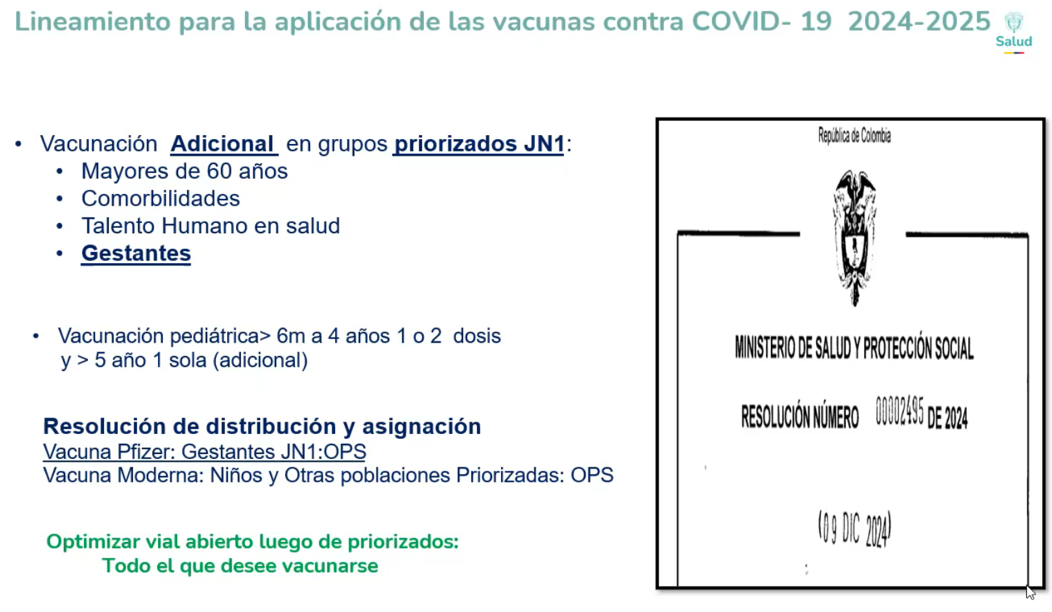 Lineamiento para la aplicación de las vacunas contra COVID- 19 2024-2025
Salud
• Vacunación Adicional en grupos priorizados JN1:
• Mayores de 60 años
• Comorbilidades
• Talento Humano en salud
• Gestantes
• Vacunación pediátrica> 6m a 4 años 1 o 2 dosis
y > 5 año 1 sola (adicional)
Resolución de distribución y asignación
Vacuna Pfizer: Gestantes JN1:OPS
Vacuna Moderna: Niños y Otras poblaciones Priorizadas: OPS
Optimizar vial abierto luego de priorizados:
Todo el que desee vacunarse
República de Colombia
MINISTERIO DE SALUD Y PROTECCIÓN SOCIAL
RESOLUCIÓN NÚMERO 00002495 DE 2024
(09 DIC 2024)